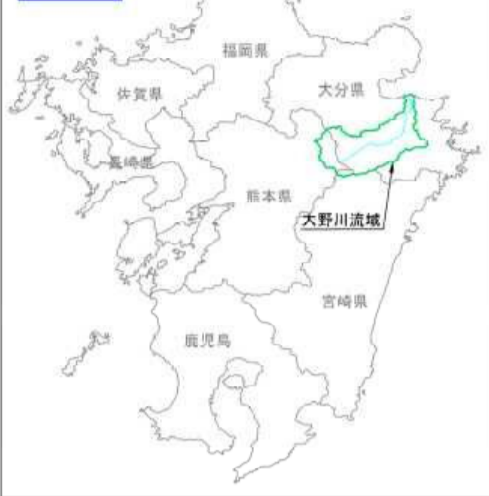 福岡県
佐賀県
大分県
長崎県
熊本県
大野川流域
宮崎県
鹿児島